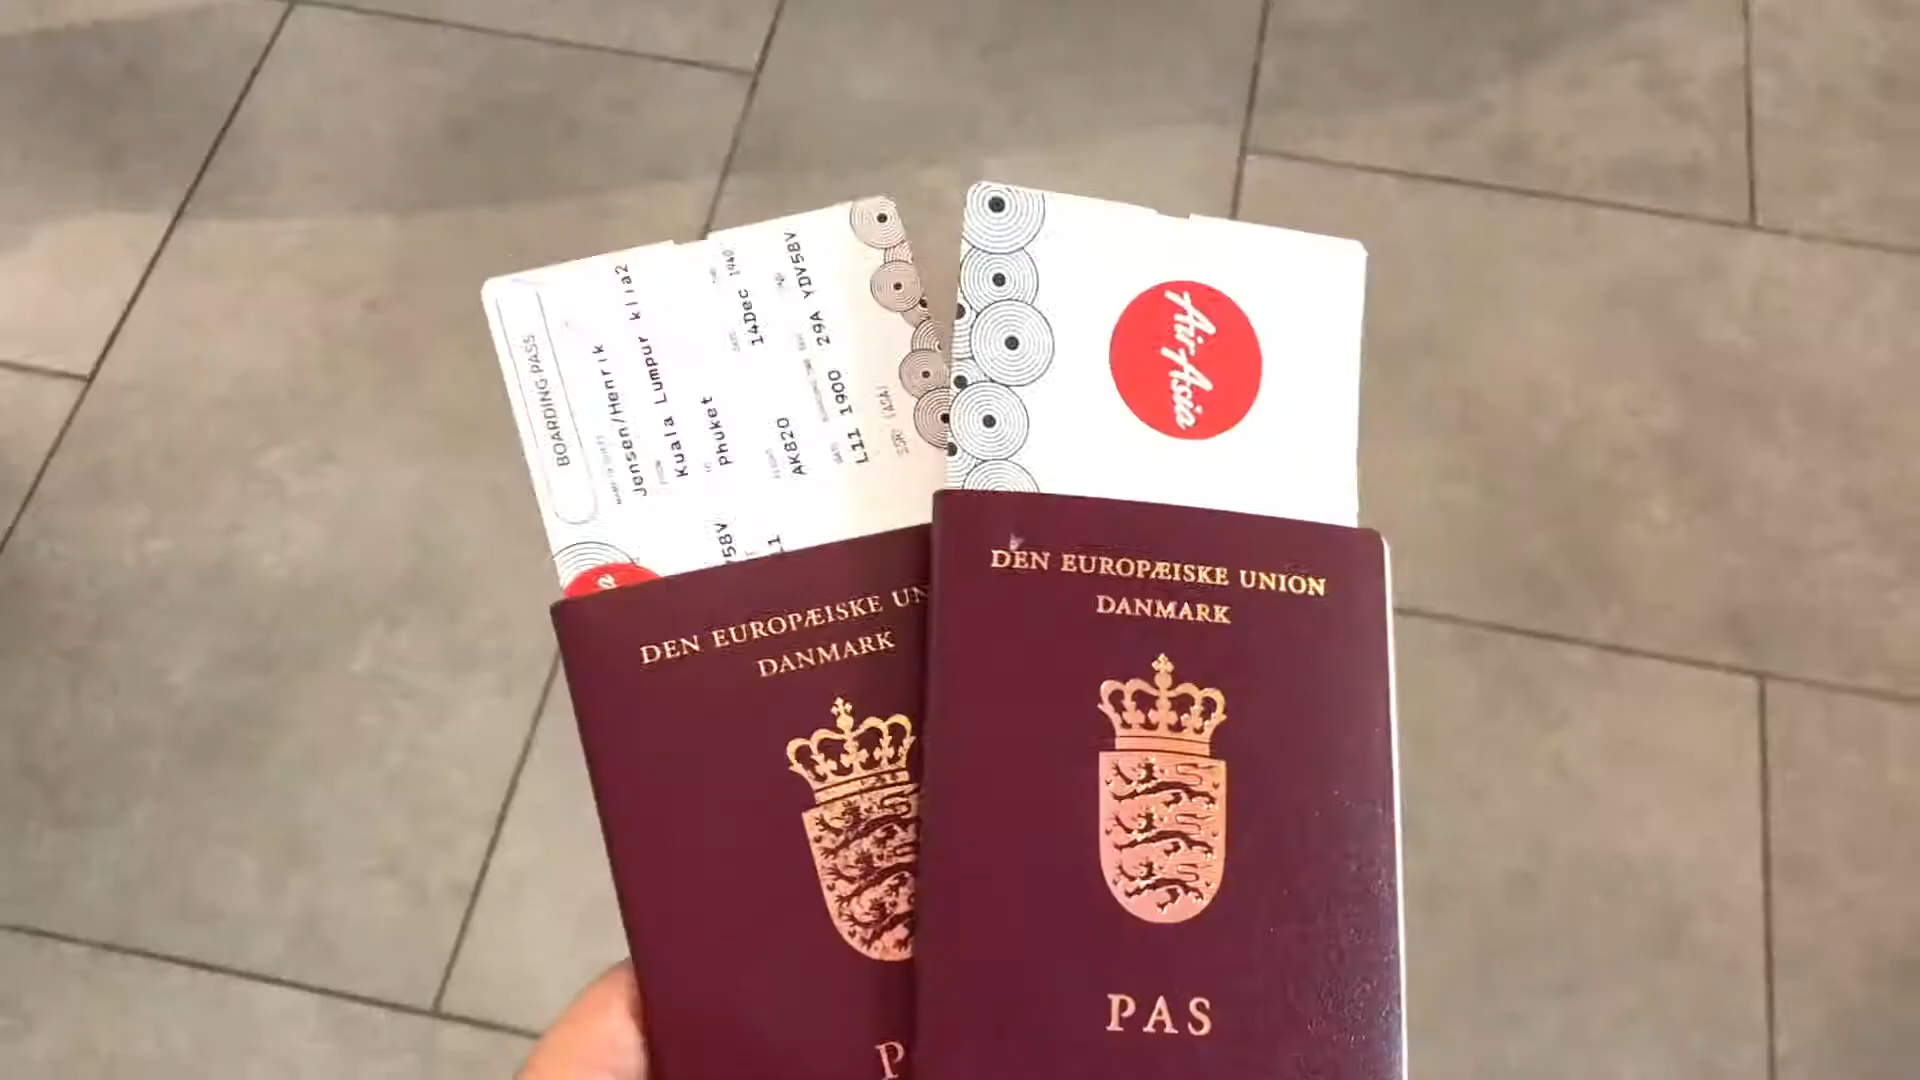 BOARDING PASS
Jensen/Henrik
Kuala Lumpur klia2
Phuket
14Dec 1940
AK820
L11 1900 29A YDV58V
AirAsia
DEN EUROPÆISKE UN
DANMARK
DEN EUROPÆISKE UNION
DANMARK
PAS